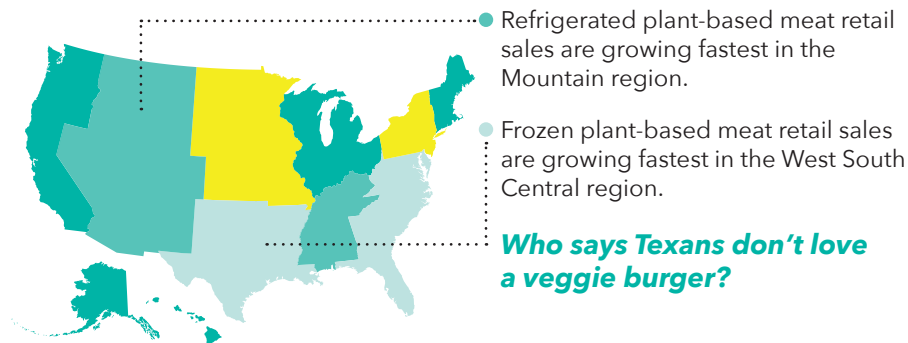 Refrigerated plant-based meat retail
sales are growing fastest in the
Mountain region.
Frozen plant-based meat retail sales
are growing fastest in the West South
Central region.
Who says Texans don’t love
a veggie burger?